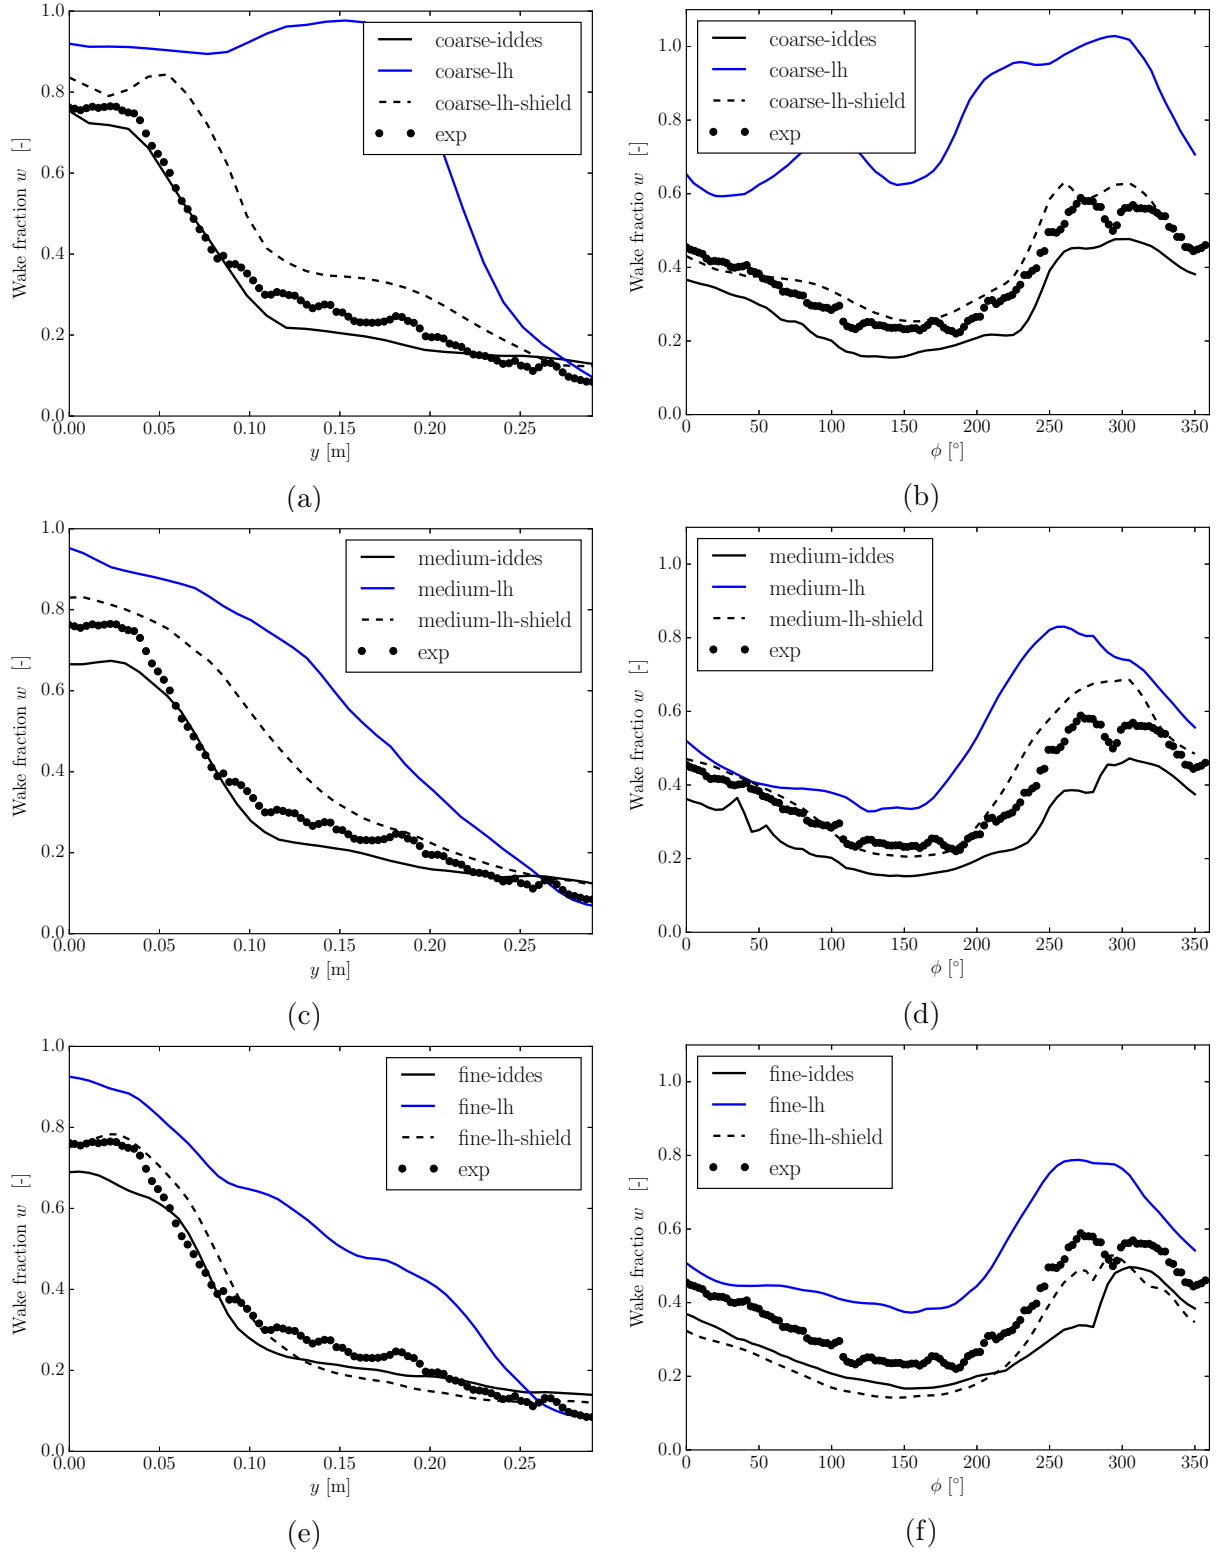 1.0
0.8
0.6
0.4
0.2
0.0
Wake fraction w [-]
coarse-iddes
coarse-lh
coarse-lh-shield
exp
0.00 0.05 0.10 0.15 0.20 0.25
y [m]
(a)
1.0
0.8
0.6
0.4
0.2
0.0
Wake fractio w [-]
coarse-iddes
coarse-lh
coarse-lh-shield
exp
0 50 100 150 200 250 300 350
ϕ [°]
(b)
1.0
0.8
0.6
0.4
0.2
0.0
Wake fraction w [-]
medium-iddes
medium-lh
medium-lh-shield
exp
0.00 0.05 0.10 0.15 0.20 0.25
y [m]
(c)
1.0
0.8
0.6
0.4
0.2
0.0
Wake fractio w [-]
medium-iddes
medium-lh
medium-lh-shield
exp
0 50 100 150 200 250 300 350
ϕ [°]
(d)
1.0
0.8
0.6
0.4
0.2
0.0
Wake fraction w [-]
fine-iddes
fine-lh
fine-lh-shield
exp
0.00 0.05 0.10 0.15 0.20 0.25
y [m]
(e)
1.0
0.8
0.6
0.4
0.2
0.0
Wake fractio w [-]
fine-iddes
fine-lh
fine-lh-shield
exp
0 50 100 150 200 250 300 350
ϕ [°]
(f)